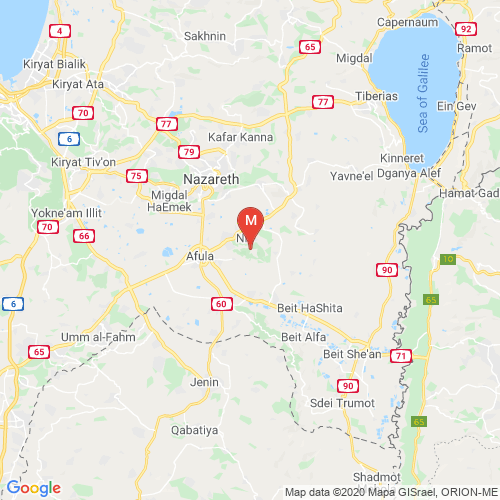 4
Sakhnin
65
Capernaum
92
Ramot
Kiryat Bialik
Migdal
Kiryat Ata
Tiberias
Sea of Galilee
Ein Gev
70
77
77
6
Kafar Kanna
79
Kinneret
Kiryat Tiv'on
75
Nazareth
Yavne'el
Dganya Alef
Migdal
HaEmek
Hamat Gad
Yokne'am Illit
70
66
M
Afula
10
90
6
60
65
Beit HaShita
Umm al-Fahm
Beit Alfa
65
Beit She'an
71
Jenin
90
Sdei Trumot
65
Qabatiya
Shadmot
Google
Map data ©2020 Mapa GISrael, ORION-ME